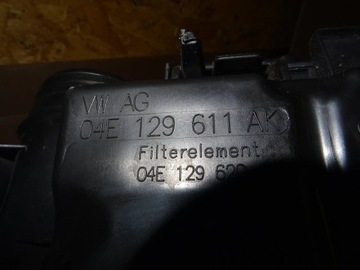 VW AG
04E 129 611 AK
Filterelement
04E 129 620